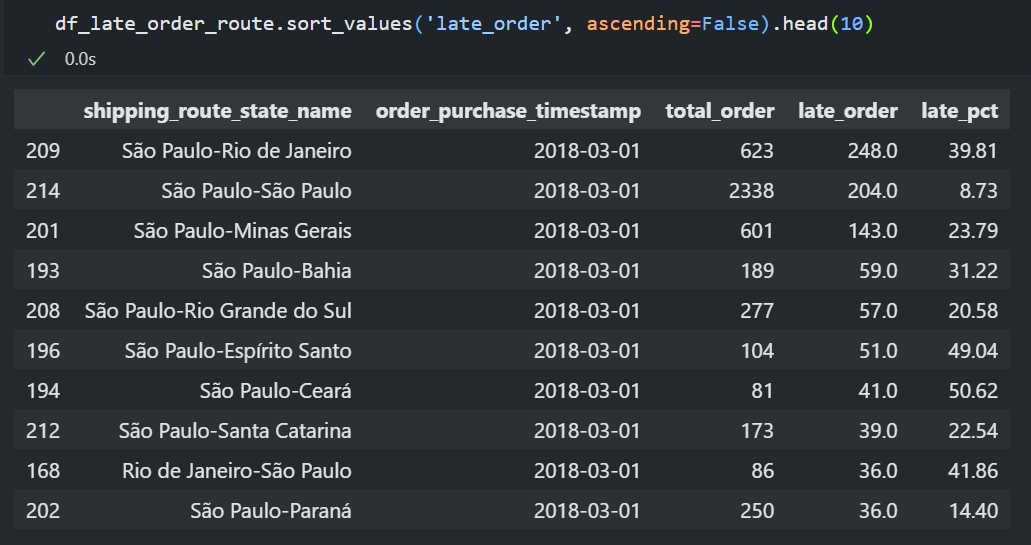 df_late_order_route.sort_values('late_order', ascending=False).head(10)
0.0s
shipping_route_state_name order_purchase_timestamp total_order late_order late_pct
209 São Paulo-Rio de Janeiro 2018-03-01 623 248.0 39.81
214 São Paulo-São Paulo 2018-03-01 2338 204.0 8.73
201 São Paulo-Minas Gerais 2018-03-01 601 143.0 23.79
193 São Paulo-Bahia 2018-03-01 189 59.0 31.22
208 São Paulo-Rio Grande do Sul 2018-03-01 277 57.0 20.58
196 São Paulo-Espírito Santo 2018-03-01 104 51.0 49.04
194 São Paulo-Ceará 2018-03-01 81 41.0 50.62
212 São Paulo-Santa Catarina 2018-03-01 173 39.0 22.54
168 Rio de Janeiro-São Paulo 2018-03-01 86 36.0 41.86
202 São Paulo-Paraná 2018-03-01 250 36.0 14.40